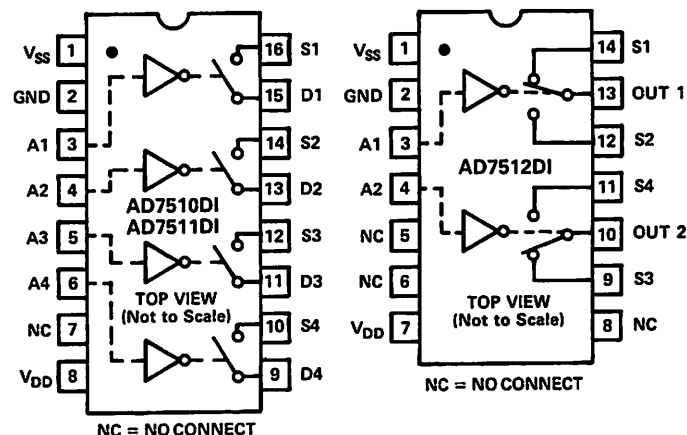 VSS 1
GND 2
A1 3
A2 4
A3 5
A4 6
NC 7
VDD 8
16 S1
15 D1
14 S2
13 D2
12 S3
11 D3
10 S4
9 D4
AD7510DI
AD7511DI
TOP VIEW
(Not to Scale)
NC = NO CONNECT
VSS 1
GND 2
A1 3
A2 4
NC 5
NC 6
VDD 7
14 S1
13 OUT 1
12 S2
11 S4
10 OUT 2
9 S3
8 NC
AD7512DI
TOP VIEW
(Not to Scale)
NC = NO CONNECT